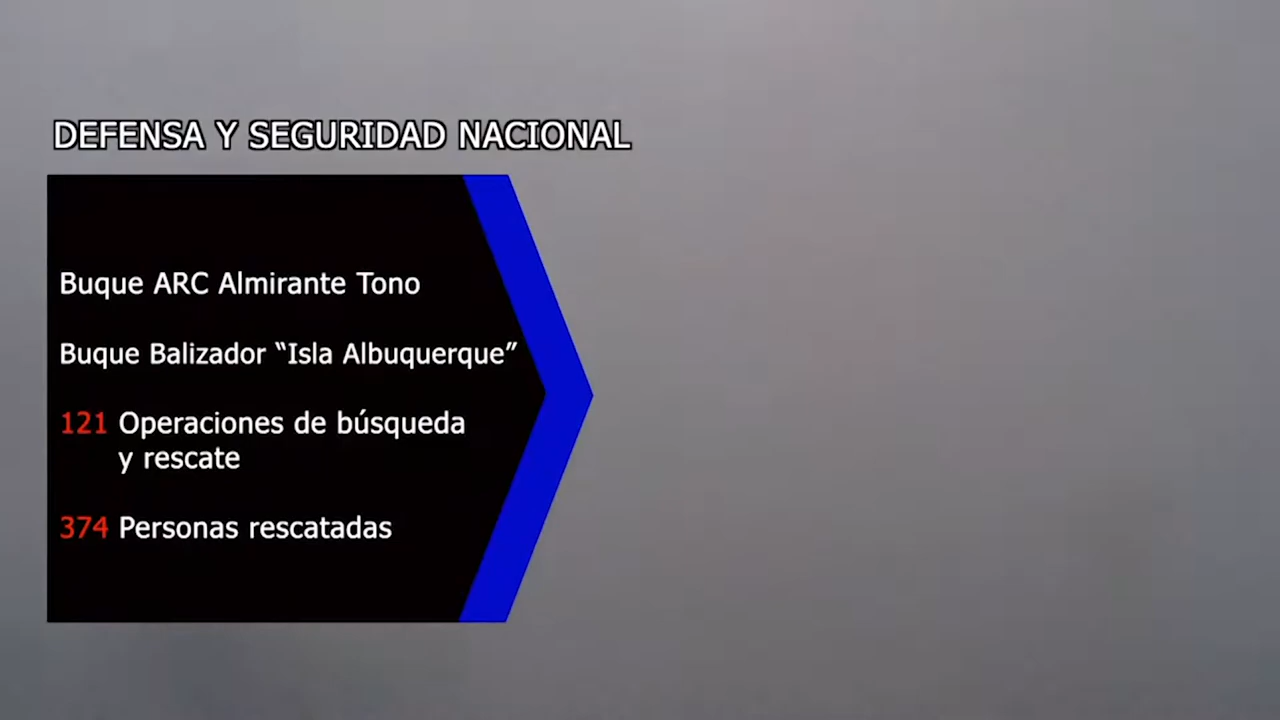 DEFENSA Y SEGURIDAD NACIONAL
Buque ARC Almirante Tono
Buque Balizador “Isla Albuquerque”
121 Operaciones de búsqueda
y rescate
374 Personas rescatadas